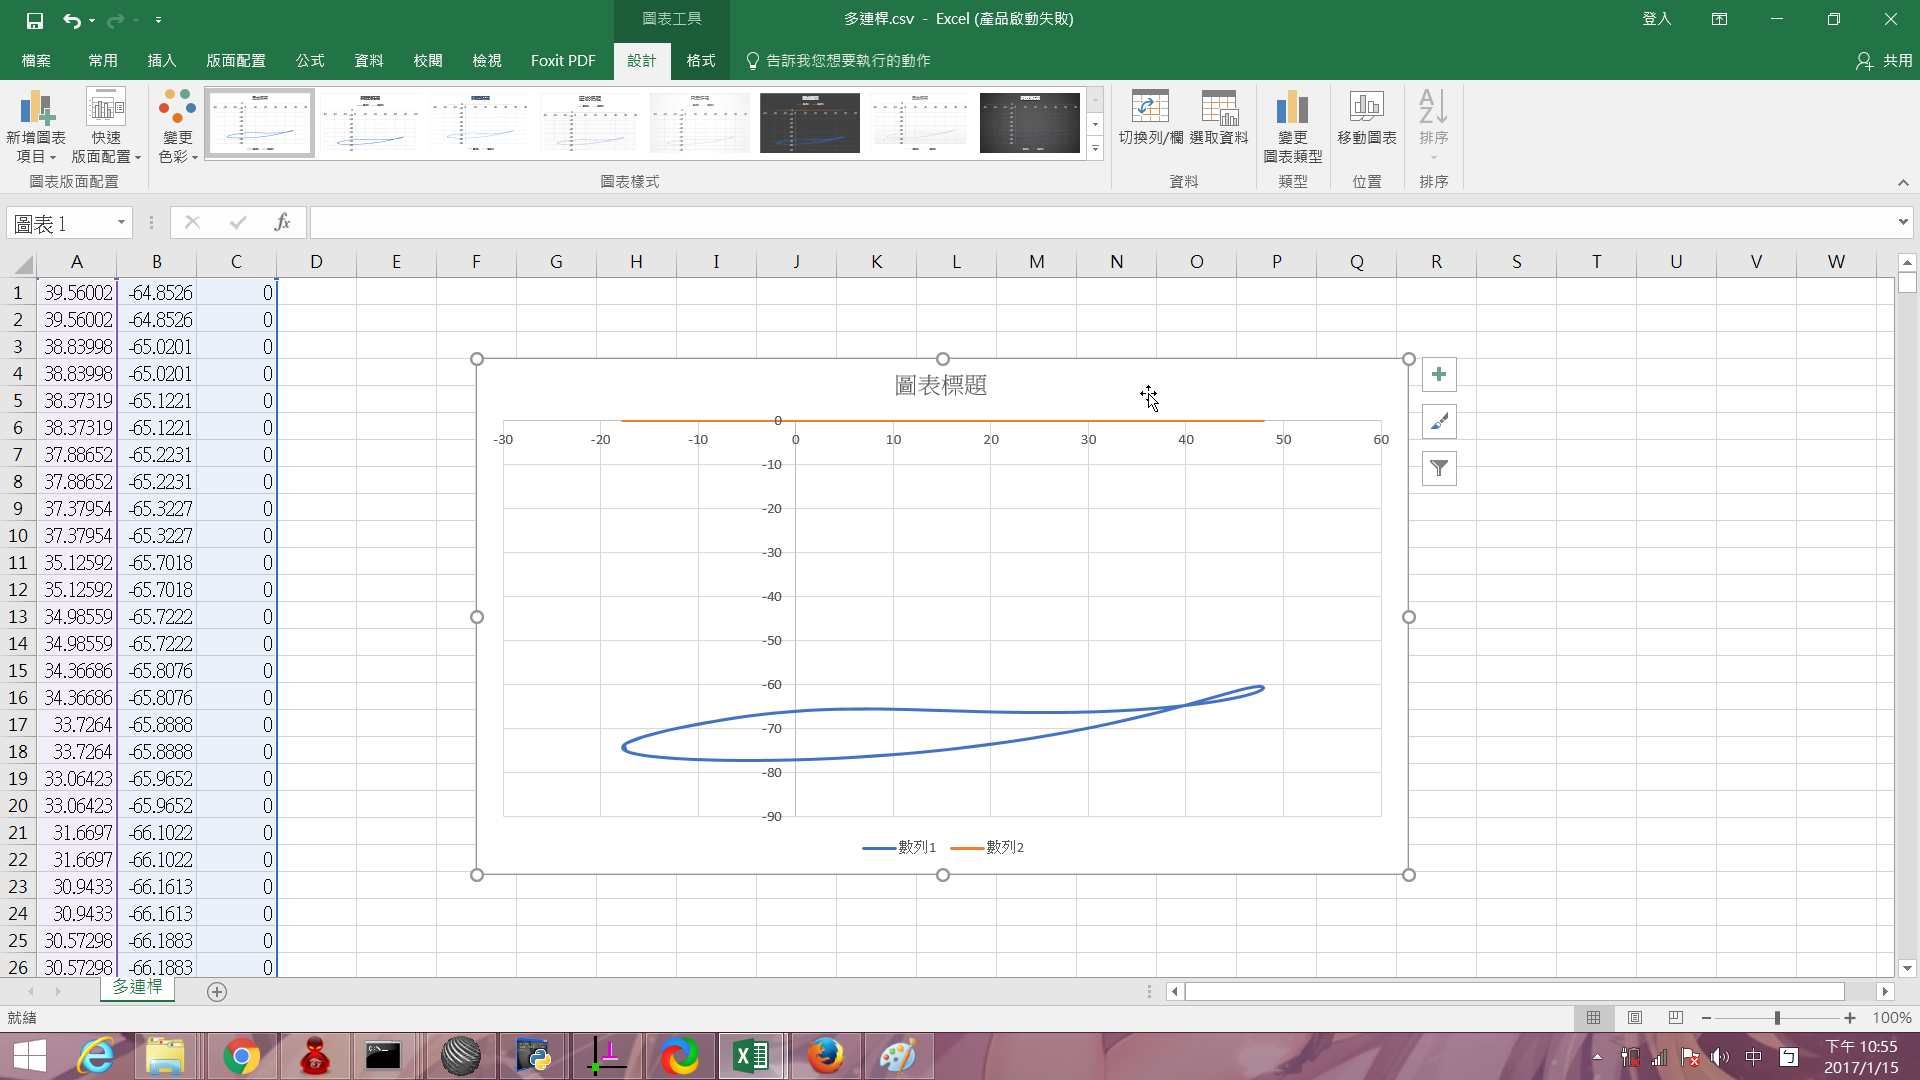 圖表工具
多連桿.csv - Excel (產品啟動失敗)
登入
檔案 常用 插入 版面配置 公式 資料 校閱 檢視 Foxit PDF 設計 格式 告訴我您想要執行的動作 共用
新增圖表
項目
快速
版面配置
變更
色彩
切換列/欄 選取資料
變更
圖表類型
移動圖表
排序
圖表版面配置 圖表樣式 資料 類型 位置 排序
圖表 1
fx
A B C D E F G H I J K L M N O P Q R S T U V W
1 39.56002 -64.8526 0
2 39.56002 -64.8526 0
3 38.83998 -65.0201 0
4 38.83998 -65.0201 0
5 38.37319 -65.1221 0
6 38.37319 -65.1221 0
7 37.88652 -65.2231 0
8 37.88652 -65.2231 0
9 37.37954 -65.3227 0
10 37.37954 -65.3227 0
11 35.12592 -65.7018 0
12 35.12592 -65.7018 0
13 34.98559 -65.7222 0
14 34.98559 -65.7222 0
15 34.36686 -65.8076 0
16 34.36686 -65.8076 0
17 33.7264 -65.8888 0
18 33.7264 -65.8888 0
19 33.06423 -65.9652 0
20 33.06423 -65.9652 0
21 31.6697 -66.1022 0
22 31.6697 -66.1022 0
23 30.9433 -66.1613 0
24 30.9433 -66.1613 0
25 30.57298 -66.1883 0
26 30.57298 -66.1883 0
圖表標題
0
-30 -20 -10 0 10 20 30 40 50 60
-10
-20
-30
-40
-50
-60
-70
-80
-90
數列1 數列2
多連桿
就緒
100%
中
下午 10:55
2017/1/15